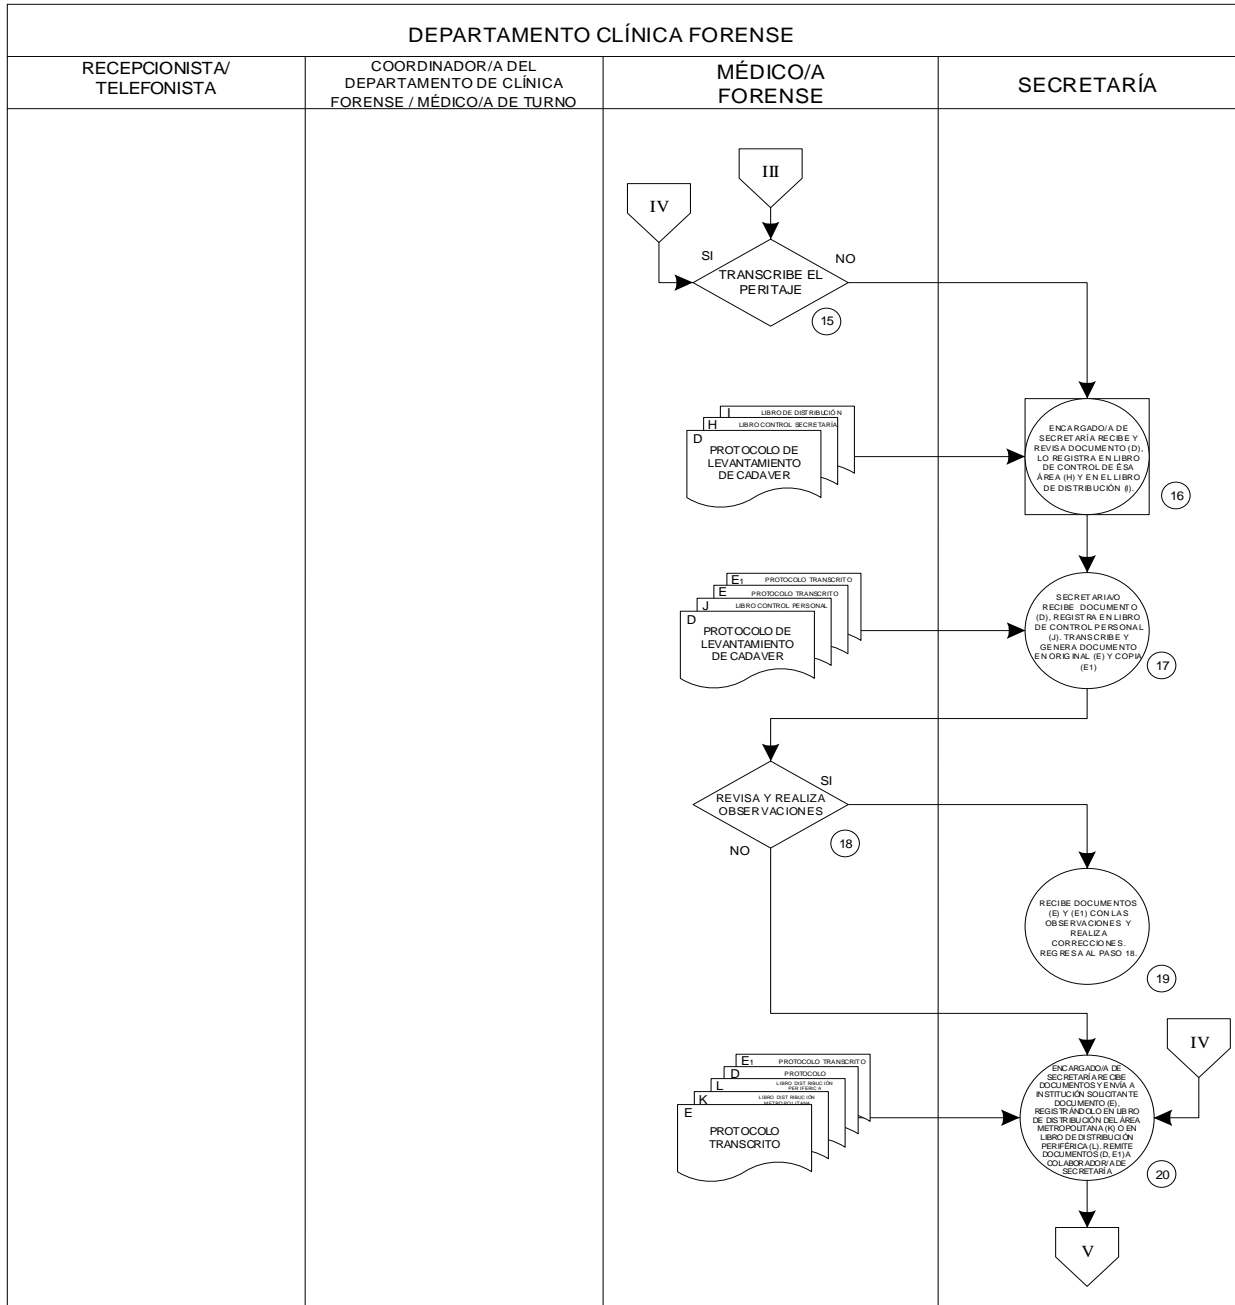 DEPARTAMENTO CLÍNICA FORENSE
RECEPCIONISTA/
TELEFONISTA
COORDINADOR/A DEL
DEPARTAMENTO DE CLÍNICA
FORENSE / MÉDICO/A DE TURNO
MÉDICO/A
FORENSE
SECRETARÍA
III
IV
SI
NO
TRANSCRIBE EL
PERITAJE
15
I
LIBRO DE DISTRIBUCIÓN
H
LIBRO CONTROL SECRETARÍA
D
PROTOCOLO DE
LEVANTAMIENTO
DE CADAVER
ENCARGADO/A DE
SECRETARÍA RECIBE Y
REVISA DOCUMENTO (D),
LO REGISTRA EN LIBRO
DE CONTROL DE ÉSA
ÁREA (H) Y EN EL LIBRO
DE DISTRIBUCIÓN (I).
16
E1
PROTOCOLO TRANSCRITO
E
PROTOCOLO TRANSCRITO
J
LIBRO CONTROL PERSONAL
D
PROTOCOLO DE
LEVANTAMIENTO
DE CADAVER
SECRETARIA/O
RECIBE DOCUMENTO
(D), REGISTRA EN LIBRO
DE CONTROL PERSONAL
(J). TRANSCRIBE Y
GENERA DOCUMENTO
EN ORIGINAL (E) Y COPIA
(E1)
17
SI
REVISA Y REALIZA
OBSERVACIONES
18
NO
RECIBE DOCUMENTOS
(E) Y (E1) CON LAS
OBSERVACIONES Y
REALIZA
CORRECCIONES.
REGRESA AL PASO 18.
19
IV
E1
PROTOCOLO TRANSCRITO
D
PROTOCOLO
L
LIBRO DISTRIBUCIÓN
PERIFERICA
K
LIBRO DISTRIBUCIÓN
METROPOLITANA
E
PROTOCOLO
TRANSCRITO
ENCARGADO/A DE
SECRETARÍA RECIBE
DOCUMENTOS Y ENVÍA A
INSTITUCIÓN SOLICITANTE
DOCUMENTO (E),
REGISTRÁNDOLO EN LIBRO
DE DISTRIBUCIÓN DEL ÁREA
METROPOLITANA (K) O EN
LIBRO DE DISTRIBUCIÓN
PERIFÉRICA (L). REMITE
DOCUMENTOS (D, E1) A
COLABORADOR/A DE
SECRETARÍA
20
V